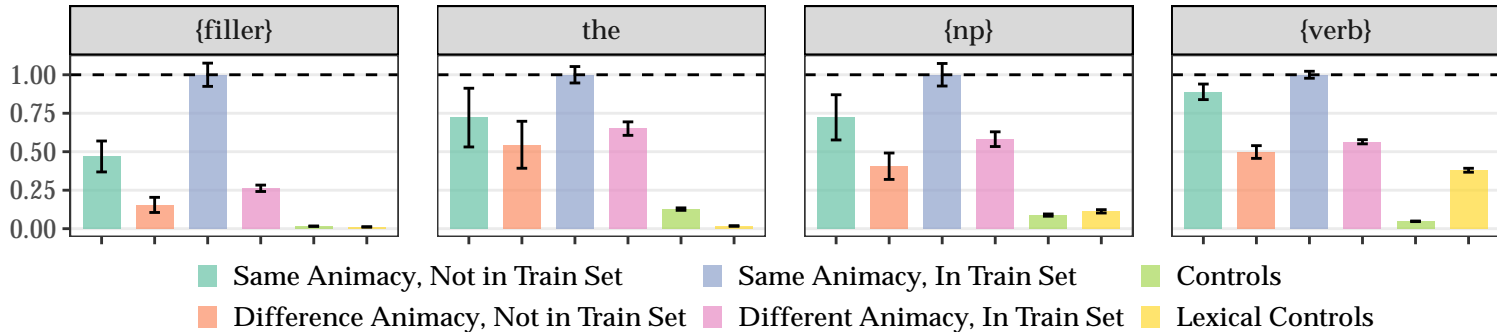 {filler} the {np} {verb}
1.00
0.75
0.50
0.25
0.00
Same Animacy, Not in Train Set Same Animacy, In Train Set Controls
Difference Animacy, Not in Train Set Different Animacy, In Train Set Lexical Controls